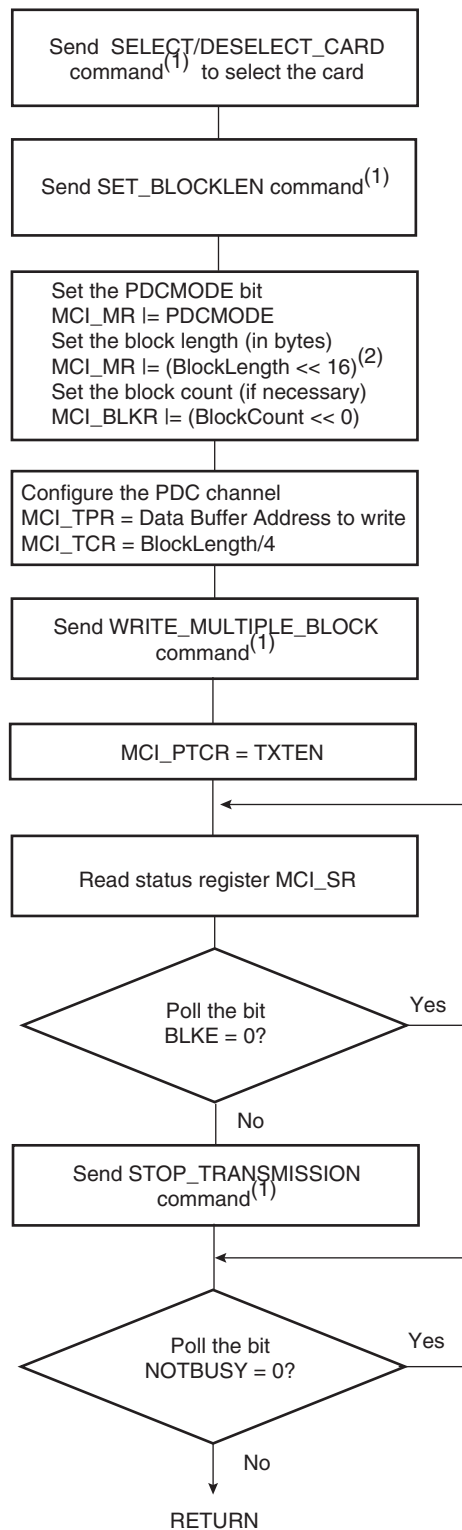 Send SELECT/DESELECT_CARD
command(1) to select the card
Send SET_BLOCKLEN command(1)
Set the PDCMODE bit
MCI_MR |= PDCMODE
Set the block length (in bytes)
MCI_MR |= (BlockLength << 16)(2)
Set the block count (if necessary)
MCI_BLKR |= (BlockCount << 0)
Configure the PDC channel
MCI_TPR = Data Buffer Address to write
MCI_TCR = BlockLength/4
Send WRITE_MULTIPLE_BLOCK
command(1)
MCI_PTCR = TXTEN
Read status register MCI_SR
Poll the bit
BLKE = 0?
Yes
No
Send STOP_TRANSMISSION
command(1)
Poll the bit
NOTBUSY = 0?
Yes
No
RETURN